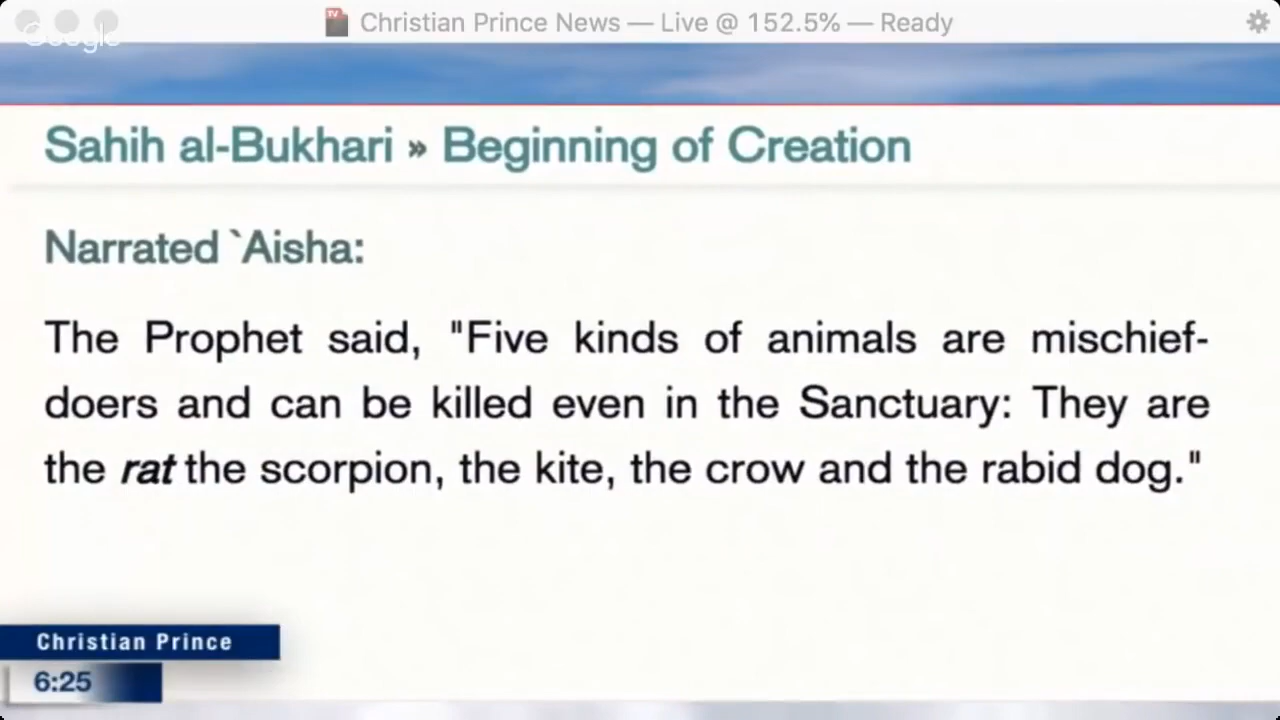 Christian Prince News — Live @ 152.5% — Ready
Google
Sahih al-Bukhari » Beginning of Creation
Narrated `Aisha:
The Prophet said, "Five kinds of animals are mischief-
doers and can be killed even in the Sanctuary: They are
the rat the scorpion, the kite, the crow and the rabid dog."
Christian Prince
6:25